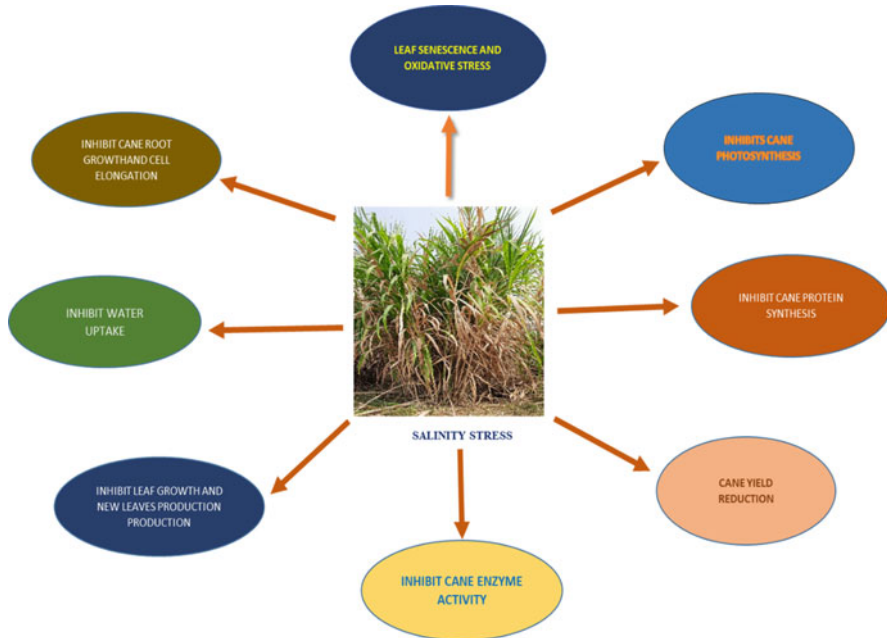 LEAF SENESCENCE AND
OXIDATIVE STRESS
INHIBIT CANE ROOT
GROWTHAND CELL
ELONGATION
INHIBITS CANE
PHOTOSYNTHESIS
INHIBIT WATER
UPTAKE
INHIBIT CANE PROTEIN
SYNTHESIS
SALINITY STRESS
INHIBIT LEAF GROWTH AND
NEW LEAVES PRODUCTION
PRODUCTION
CANE YIELD
REDUCTION
INHIBIT CANE ENZYME
ACTIVITY